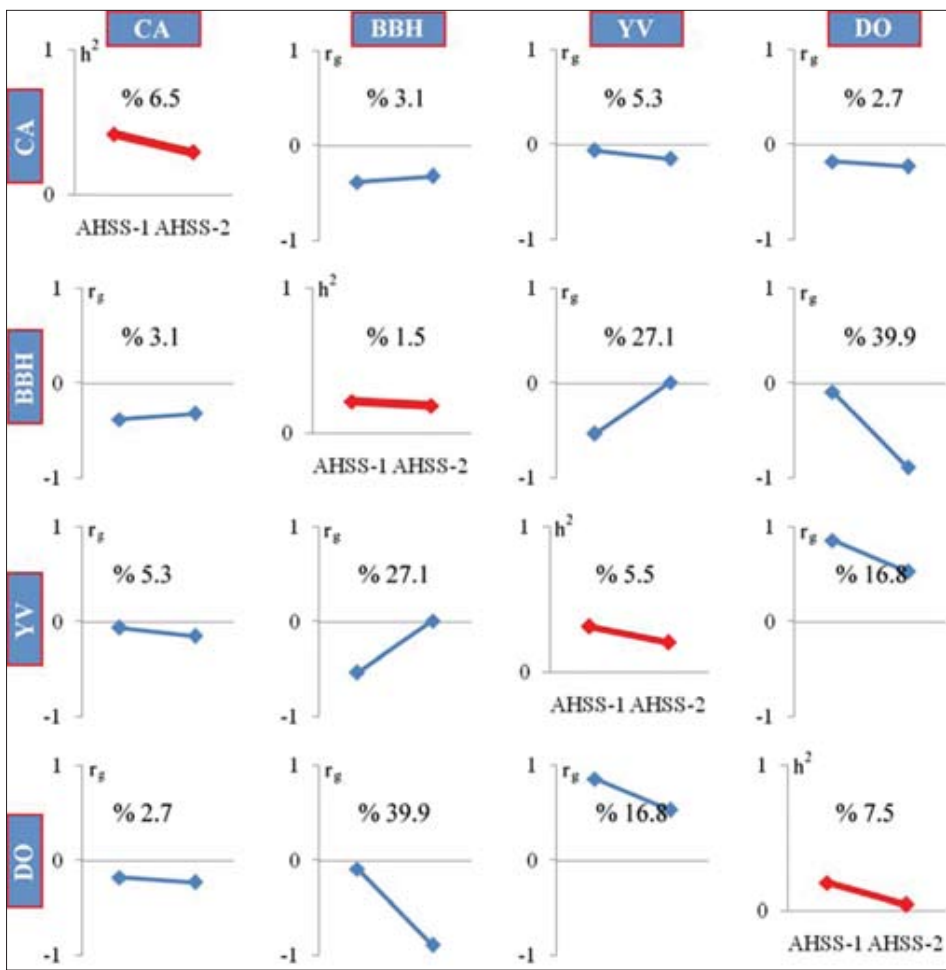 CA BBH YV DO
CA
1 h²
% 6.5
0
AHSS-1 AHSS-2
1 rg
% 3.1
0
-1
1 rg
% 5.3
0
-1
1 rg
% 2.7
0
-1
BBH
1 rg
% 3.1
0
-1
1 h²
% 1.5
0
AHSS-1 AHSS-2
1 rg
% 27.1
0
-1
1 rg
% 39.9
0
-1
YV
1 rg
% 5.3
0
-1
1 rg
% 27.1
0
-1
1 h²
% 5.5
0
AHSS-1 AHSS-2
1 rg
% 16.8
0
-1
DO
1 rg
% 2.7
0
-1
1 rg
% 39.9
0
-1
1 rg
% 16.8
0
-1
1 h²
% 7.5
0
AHSS-1 AHSS-2